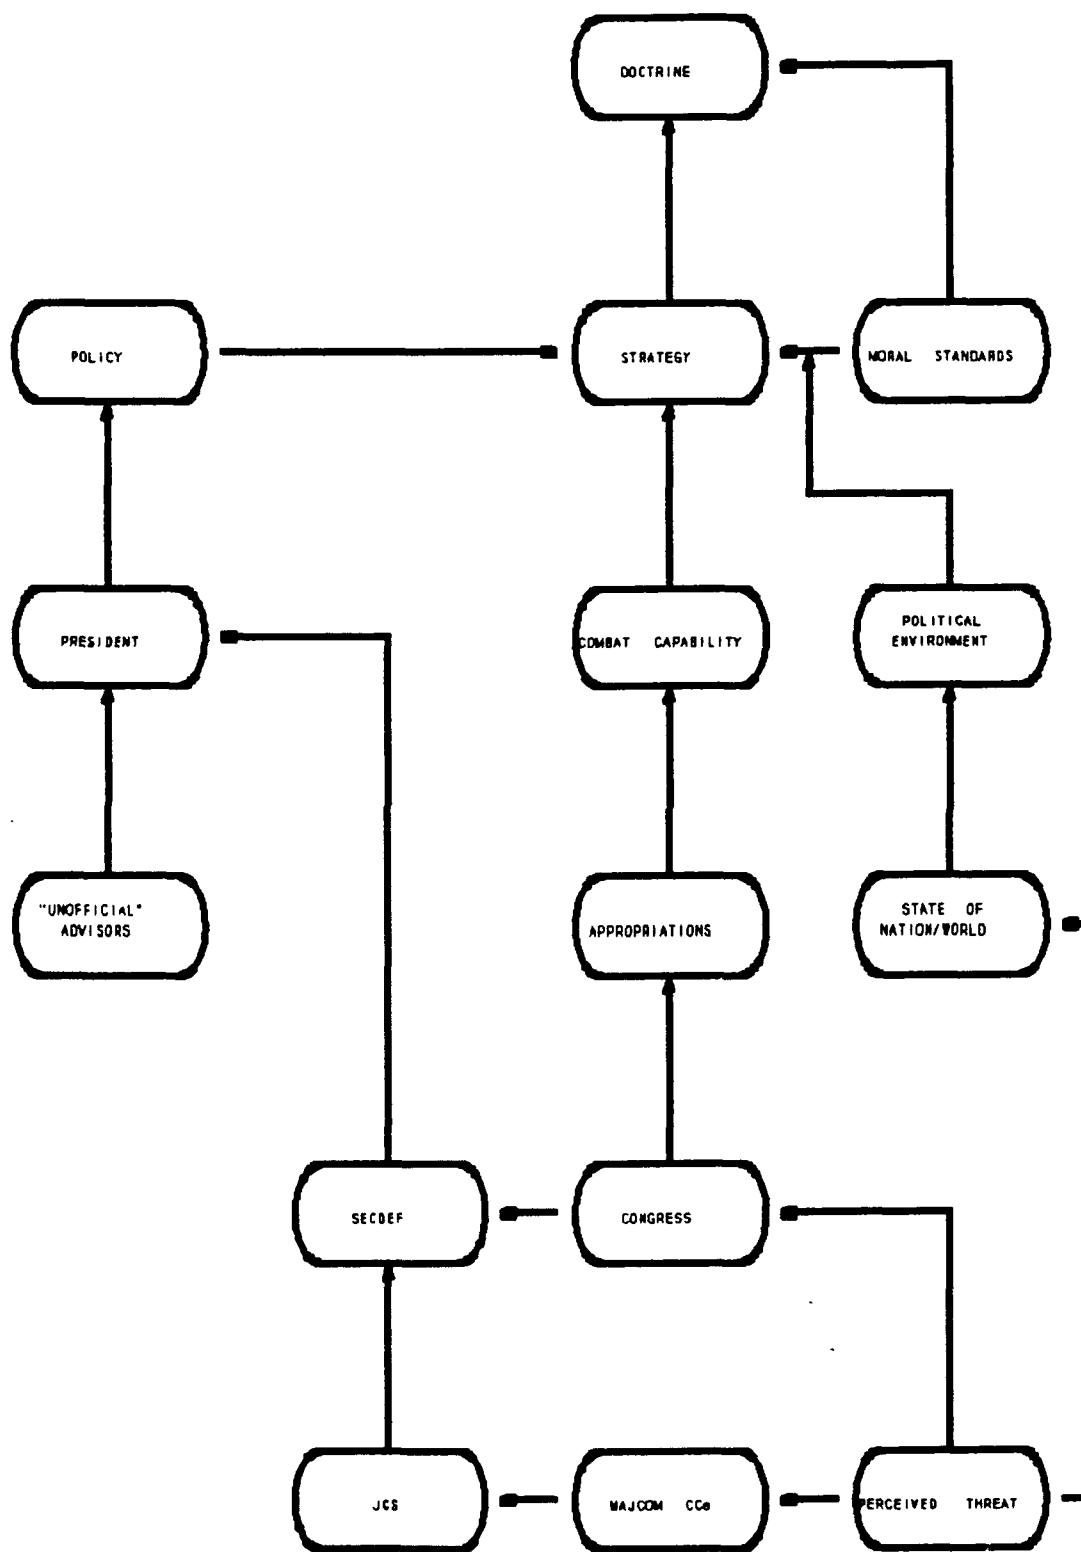 DOCTRINE
POLICY
STRATEGY
MORAL STANDARDS
PRESIDENT
COMBAT CAPABILITY
POLITICAL
ENVIRONMENT
"UNOFFICIAL"
ADVISORS
APPROPRIATIONS
STATE OF
NATION/WORLD
SECDEF
CONGRESS
JCS
MAJCOM CCs
PERCEIVED THREAT